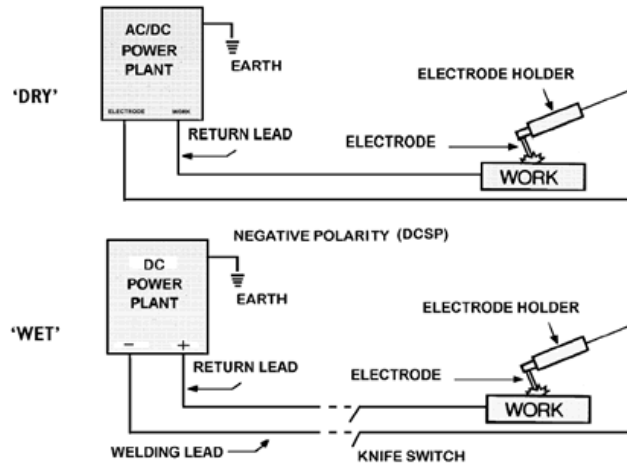 'DRY'
AC/DC
POWER
PLANT
ELECTRODE
WORK
EARTH
RETURN LEAD
ELECTRODE HOLDER
ELECTRODE
WORK
NEGATIVE POLARITY (DCSP)
'WET'
DC
POWER
PLANT
− +
EARTH
RETURN LEAD
ELECTRODE HOLDER
ELECTRODE
WORK
WELDING LEAD
KNIFE SWITCH